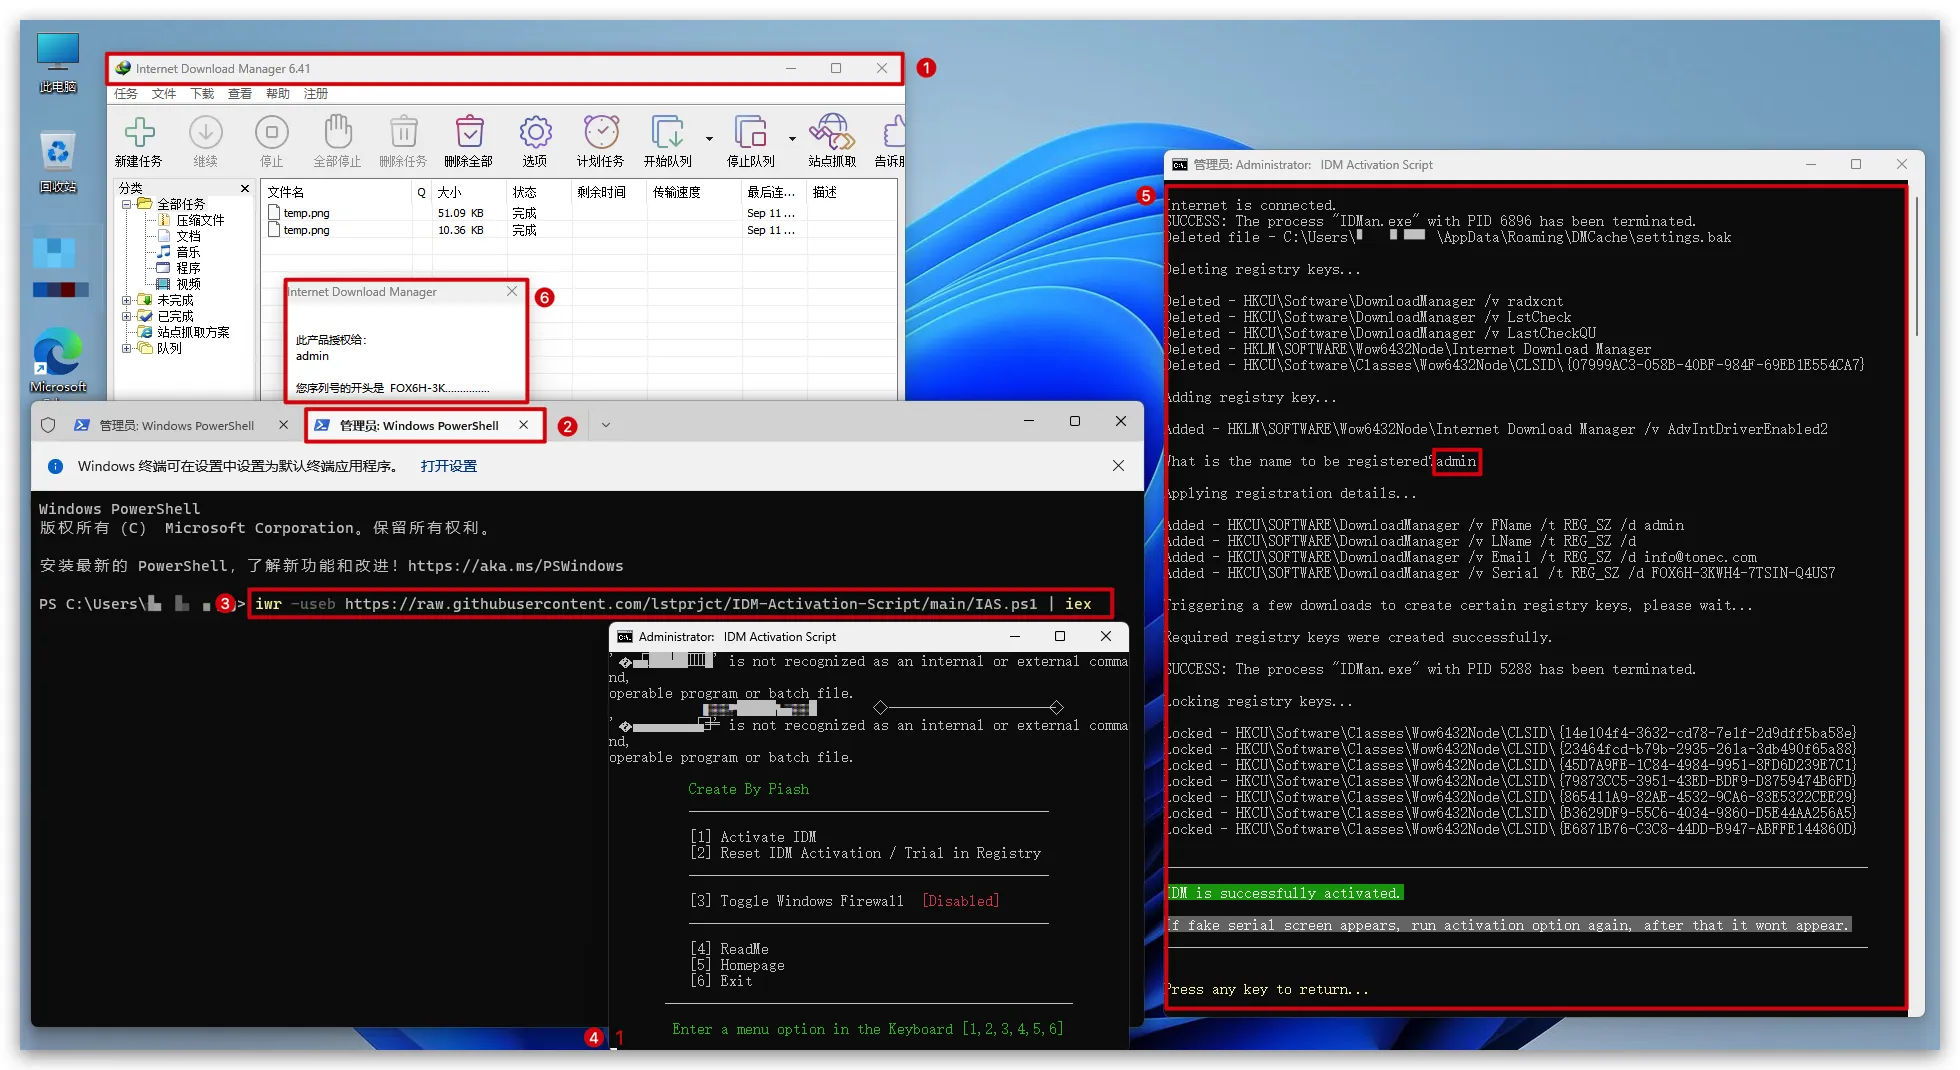 此电脑
回收站
Microsoft
Internet Download Manager 6.41
1
任务 文件 下载 查看 帮助 注册
新建任务 继续 停止 全部停止 删除任务 删除全部 选项 计划任务 开始队列 停止队列 站点抓取 告诉朋
分类
全部任务
压缩文件
文档
音乐
程序
视频
未完成
已完成
站点抓取方案
队列
文件名 Q 大小 状态 剩余时间 传输速度 最后连... 描述
temp.png 51.09 KB 完成 Sep 11 ...
temp.png 10.36 KB 完成 Sep 11 ...
Internet Download Manager
6
此产品授权给:
admin
您序列号的开头是 FOX6H-3K..............
管理员: Windows PowerShell
管理员: Windows PowerShell
2
Windows 终端可在设置中设置为默认终端应用程序。 打开设置
Windows PowerShell
版权所有 (C) Microsoft Corporation。保留所有权利。
安装最新的 PowerShell，了解新功能和改进！https://aka.ms/PSWindows
PS C:\Users\ 3 > iwr -useb https://raw.githubusercontent.com/lstprjct/IDM-Activation-Script/main/IAS.ps1 | iex
Administrator: IDM Activation Script
' is not recognized as an internal or external comma
nd,
operable program or batch file.
' is not recognized as an internal or external comma
nd,
operable program or batch file.
Create By Piash
[1] Activate IDM
[2] Reset IDM Activation / Trial in Registry
[3] Toggle Windows Firewall [Disabled]
[4] ReadMe
[5] Homepage
[6] Exit
Enter a menu option in the Keyboard [1,2,3,4,5,6]
4 1
管理员: Administrator: IDM Activation Script
5
Internet is connected.
SUCCESS: The process "IDMan.exe" with PID 6896 has been terminated.
Deleted file - C:\Users\ \AppData\Roaming\DMCache\settings.bak
Deleting registry keys...
Deleted - HKCU\Software\DownloadManager /v radxcnt
Deleted - HKCU\Software\DownloadManager /v LstCheck
Deleted - HKCU\Software\DownloadManager /v LastCheckQU
Deleted - HKLM\SOFTWARE\Wow6432Node\Internet Download Manager
Deleted - HKCU\Software\Classes\Wow6432Node\CLSID\{07999AC3-058B-40BF-984F-69EB1E554CA7}
Adding registry key...
Added - HKLM\SOFTWARE\Wow6432Node\Internet Download Manager /v AdvIntDriverEnabled2
What is the name to be registered?admin
Applying registration details...
Added - HKCU\SOFTWARE\DownloadManager /v FName /t REG_SZ /d admin
Added - HKCU\SOFTWARE\DownloadManager /v LName /t REG_SZ /d
Added - HKCU\SOFTWARE\DownloadManager /v Email /t REG_SZ /d info@tonec.com
Added - HKCU\SOFTWARE\DownloadManager /v Serial /t REG_SZ /d FOX6H-3KWH4-7TSIN-Q4US7
Triggering a few downloads to create certain registry keys, please wait...
Required registry keys were created successfully.
SUCCESS: The process "IDMan.exe" with PID 5288 has been terminated.
Locking registry keys...
Locked - HKCU\Software\Classes\Wow6432Node\CLSID\{14e104f4-3632-cd78-7e1f-2d9dff5ba58e}
Locked - HKCU\Software\Classes\Wow6432Node\CLSID\{23464fcd-b79b-2935-261a-3db490f65a88}
Locked - HKCU\Software\Classes\Wow6432Node\CLSID\{45D7A9FE-1C84-4984-9951-8FD6D239E7C1}
Locked - HKCU\Software\Classes\Wow6432Node\CLSID\{79873CC5-3951-43ED-BDF9-D8759474B6FD}
Locked - HKCU\Software\Classes\Wow6432Node\CLSID\{865411A9-82AE-4532-9CA6-83E5322CEE29}
Locked - HKCU\Software\Classes\Wow6432Node\CLSID\{B3629DF9-55C6-4034-9860-D5E44AA256A5}
Locked - HKCU\Software\Classes\Wow6432Node\CLSID\{E6871B76-C3C8-44DD-B947-ABFFE144860D}
IDM is successfully activated.
If fake serial screen appears, run activation option again, after that it wont appear.
Press any key to return...